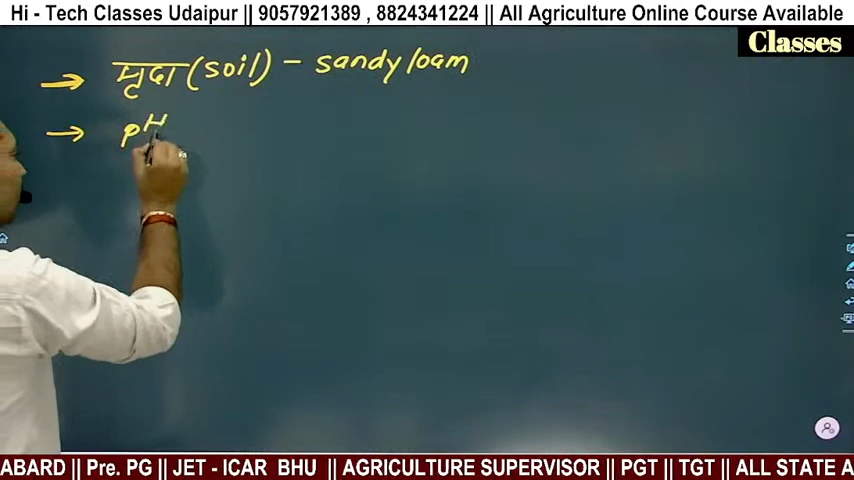 Hi - Tech Classes Udaipur || 9057921389 , 8824341224 || All Agriculture Online Course Available
Classes
→ मृदा (soil) - sandy loam
→ pH
ABARD || Pre. PG || JET - ICAR BHU || AGRICULTURE SUPERVISOR || PGT || TGT || ALL STATE A